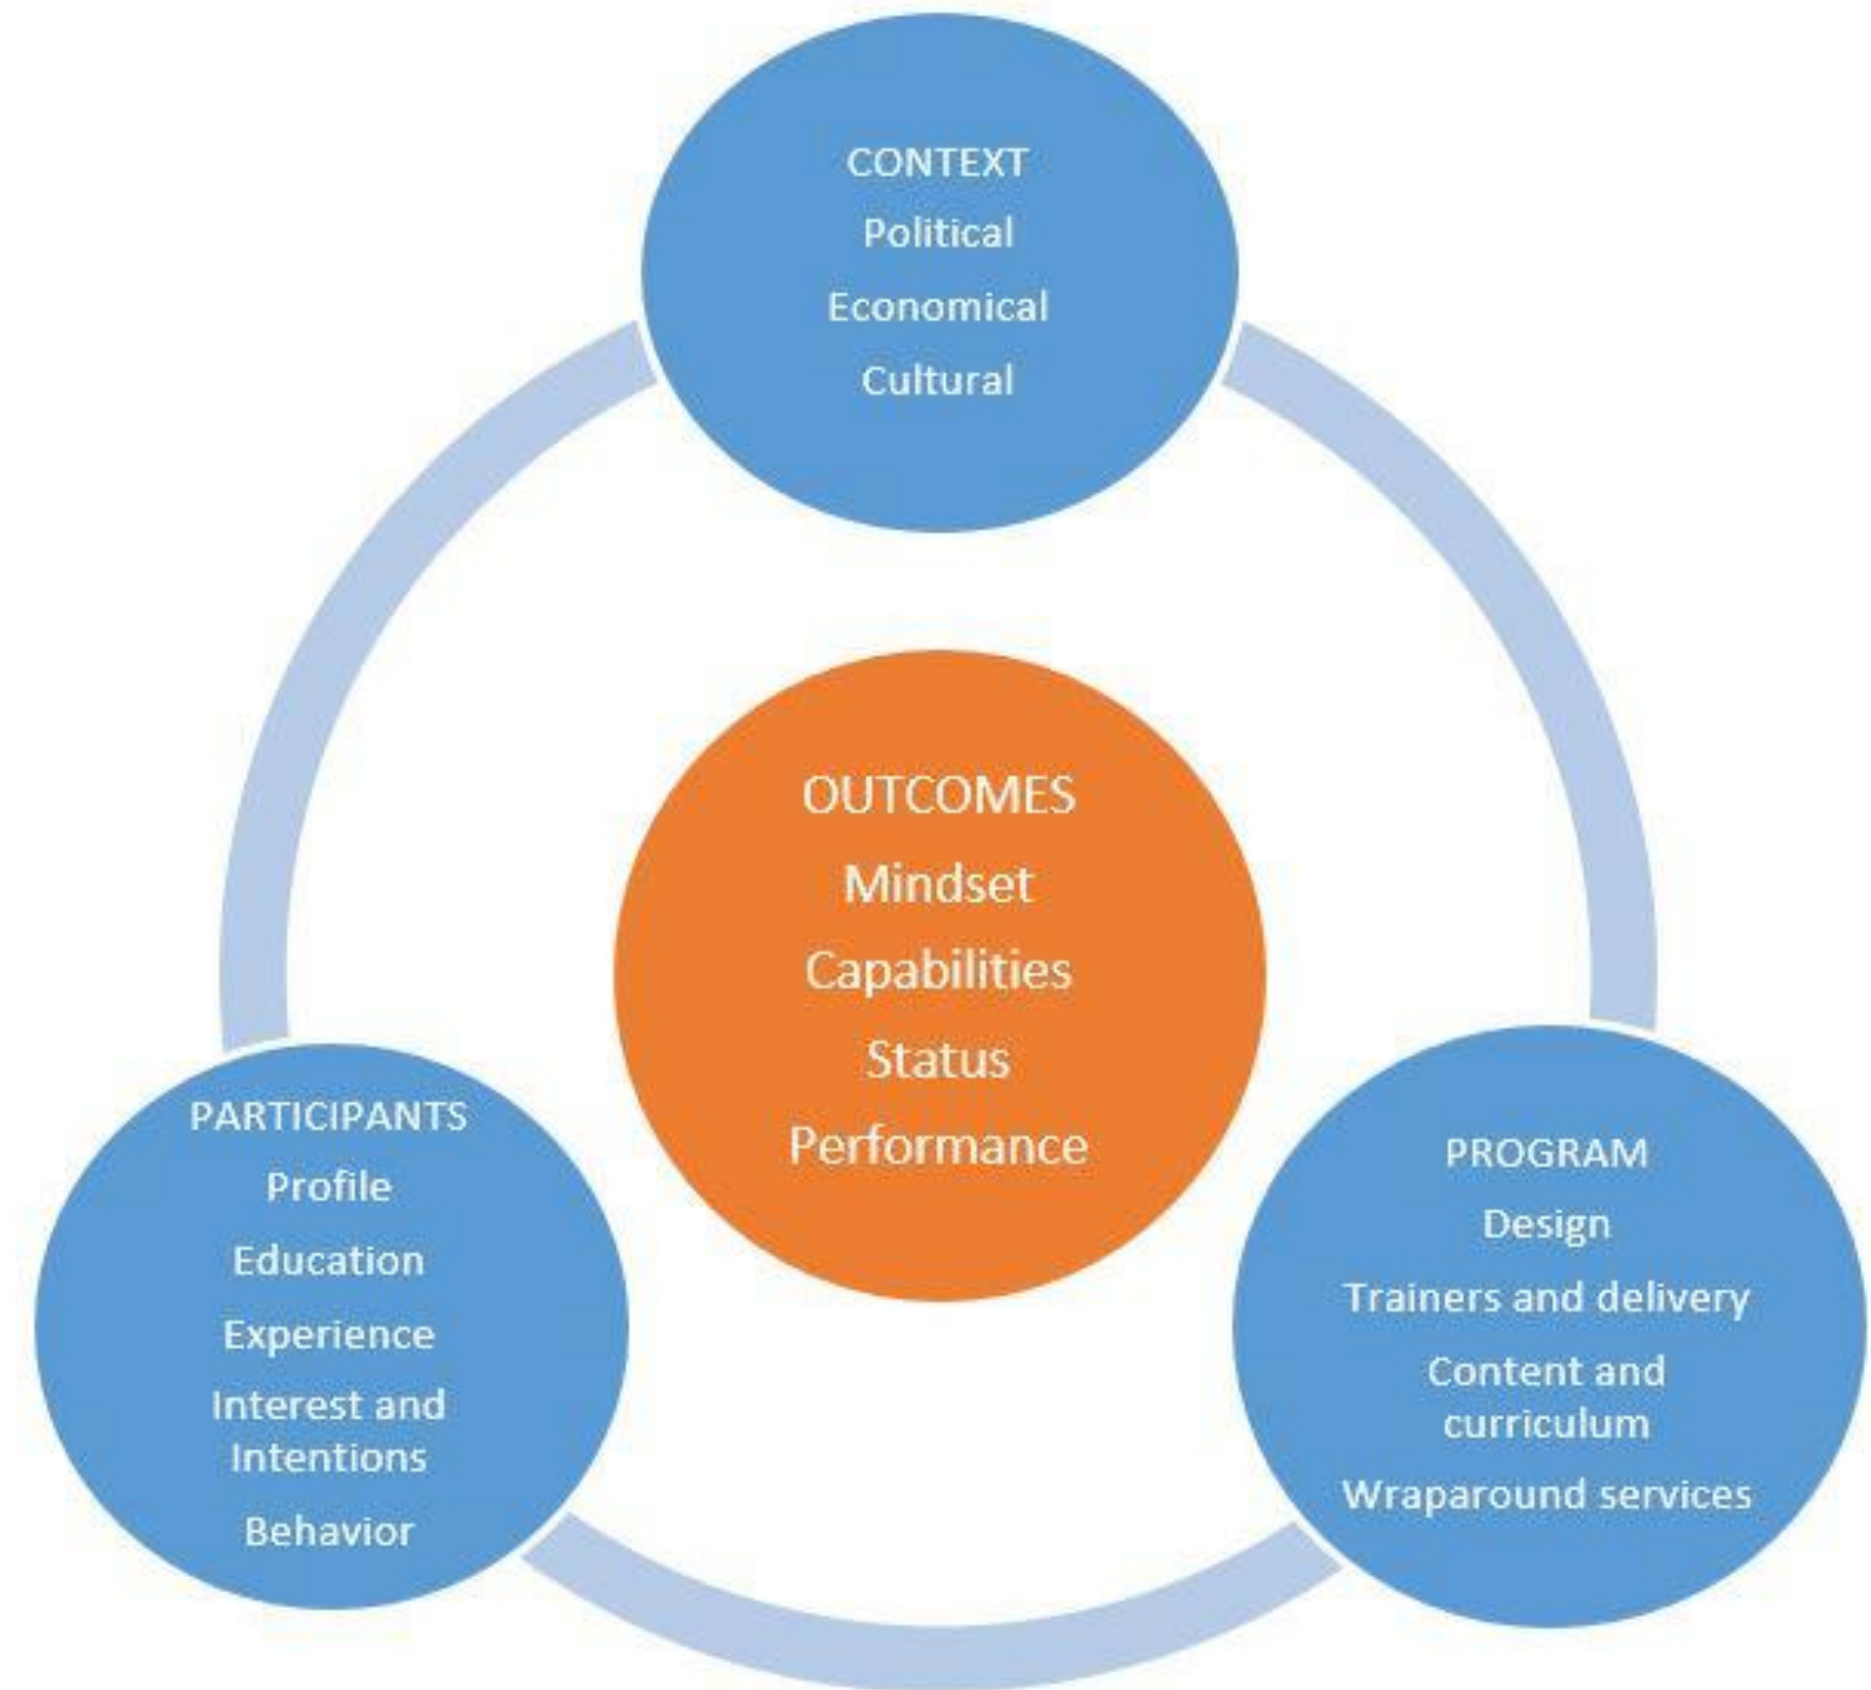 CONTEXT
Political
Economical
Cultural
OUTCOMES
Mindset
Capabilities
Status
Performance
PARTICIPANTS
Profile
Education
Experience
Interest and
Intentions
Behavior
PROGRAM
Design
Trainers and delivery
Content and
curriculum
Wraparound services